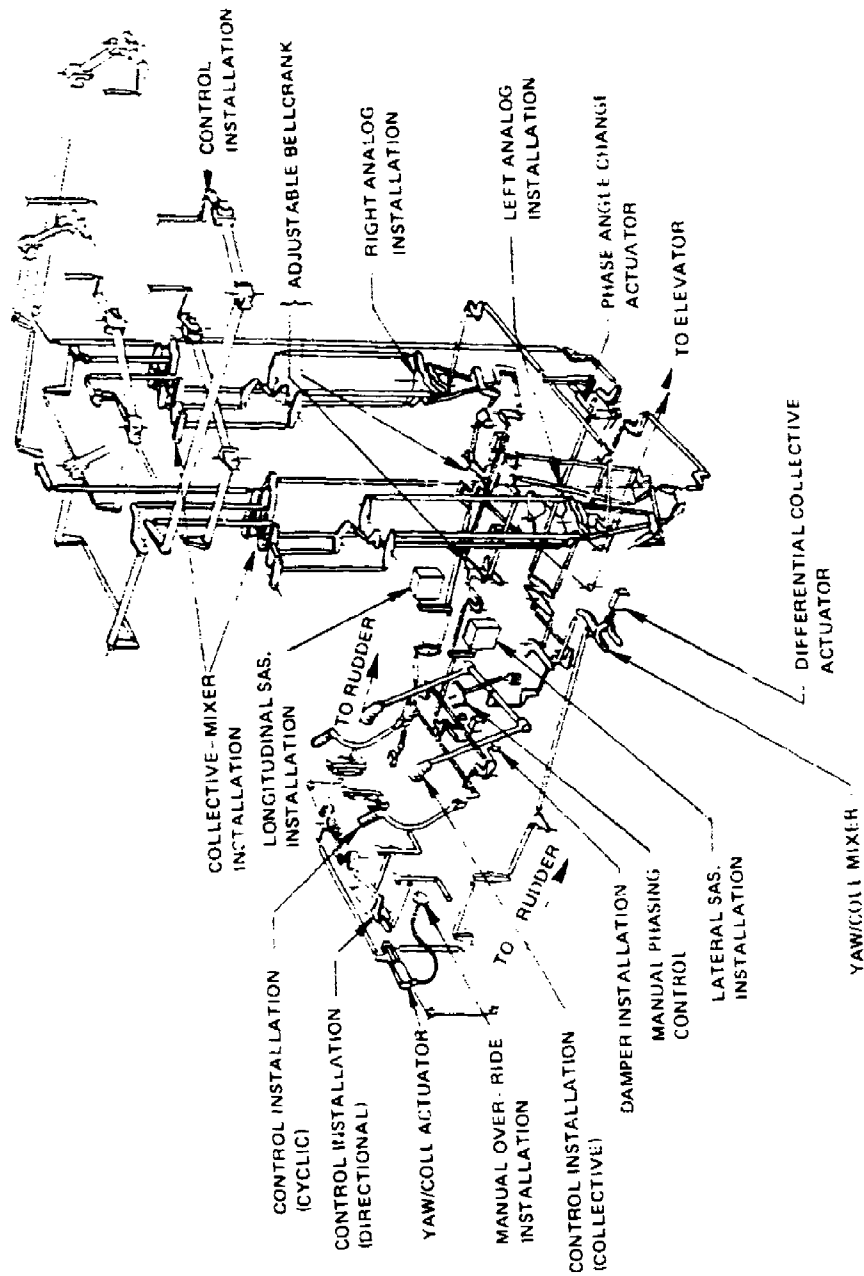 CONTROL
INSTALLATION
} ADJUSTABLE BELLCRANK
RIGHT ANALOG
INSTALLATION
LEFT ANALOG
INSTALLATION
PHASE ANGLE CHANGE
ACTUATOR
TO ELEVATOR
DIFFERENTIAL COLLECTIVE
ACTUATOR
YAW/COLL MIXER
COLLECTIVE-MIXER
INSTALLATION
LONGITUDINAL SAS.
INSTALLATION
TO RUDDER
TO RUDDER
CONTROL INSTALLATION
(CYCLIC)
CONTROL INSTALLATION
(DIRECTIONAL)
YAW/COLL ACTUATOR
MANUAL OVER-RIDE
INSTALLATION
CONTROL INSTALLATION
(COLLECTIVE)
DAMPER INSTALLATION
MANUAL PHASING
CONTROL
LATERAL SAS.
INSTALLATION